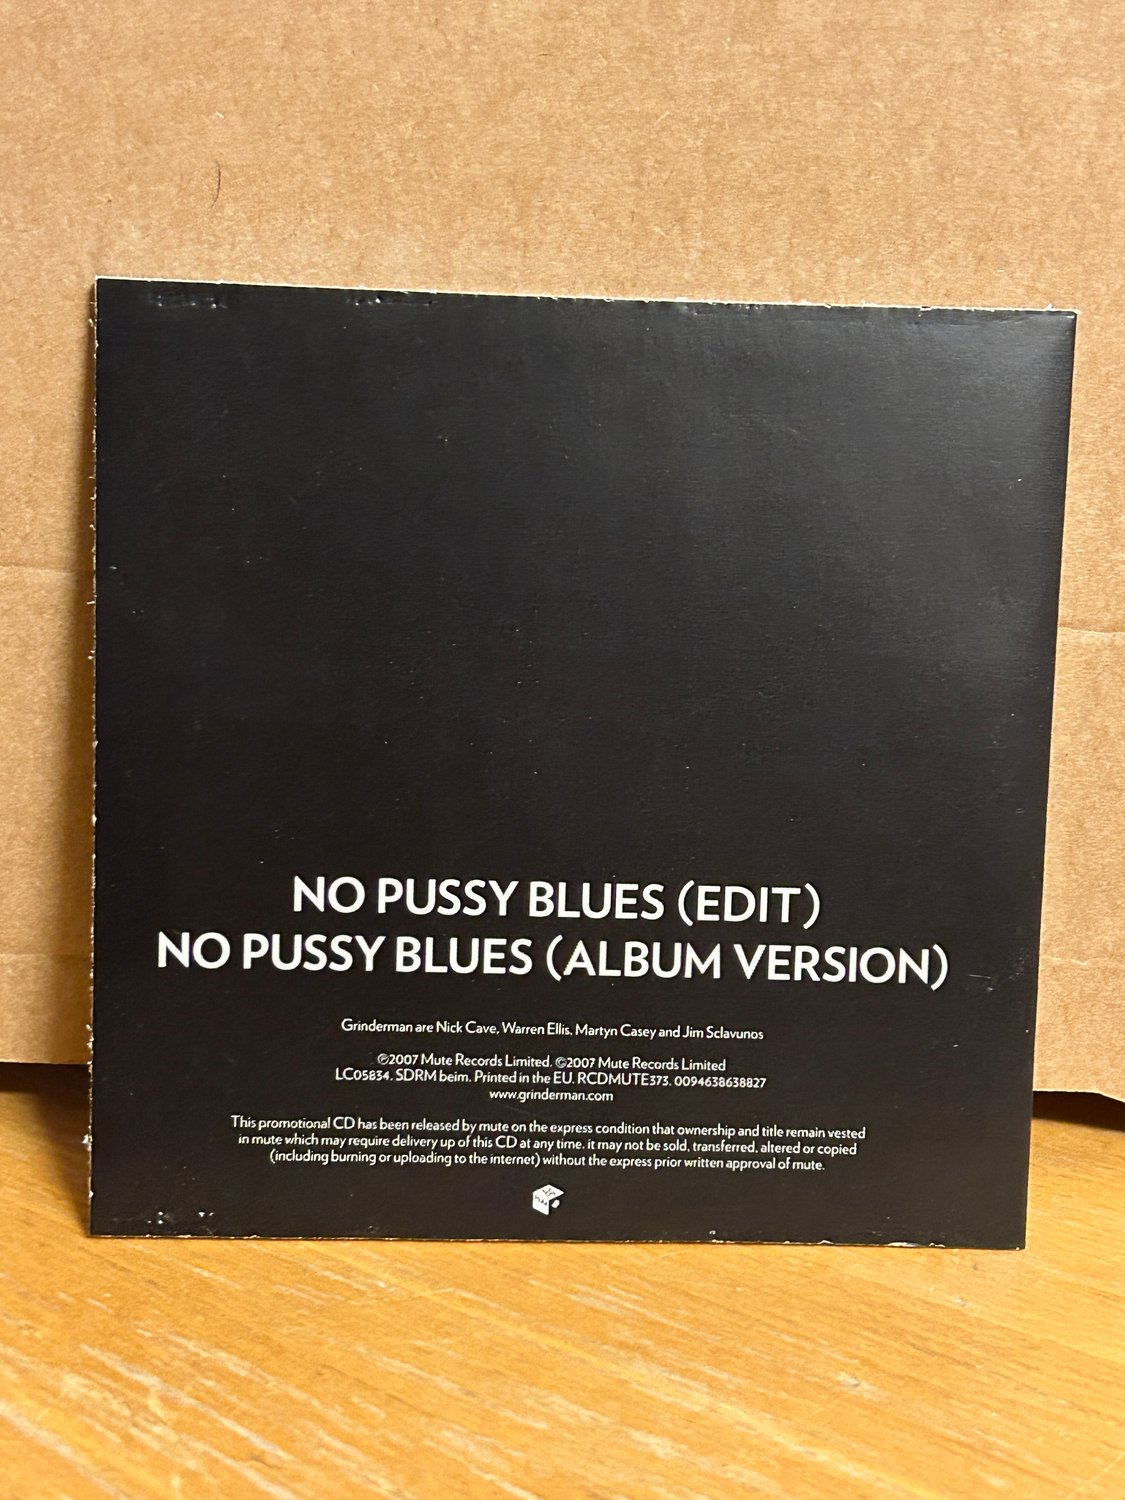 NO PUSSY BLUES (EDIT)
NO PUSSY BLUES (ALBUM VERSION)
Grinderman are Nick Cave, Warren Ellis, Martyn Casey and Jim Sclavunos
℗2007 Mute Records Limited. ©2007 Mute Records Limited
LC05834. SDRM beim. Printed in the EU. RCDMUTE373. 0094638638827
www.grinderman.com
This promotional CD has been released by mute on the express condition that ownership and title remain vested
in mute which may require delivery up of this CD at any time. it may not be sold, transferred, altered or copied
(including burning or uploading to the internet) without the express prior written approval of mute.